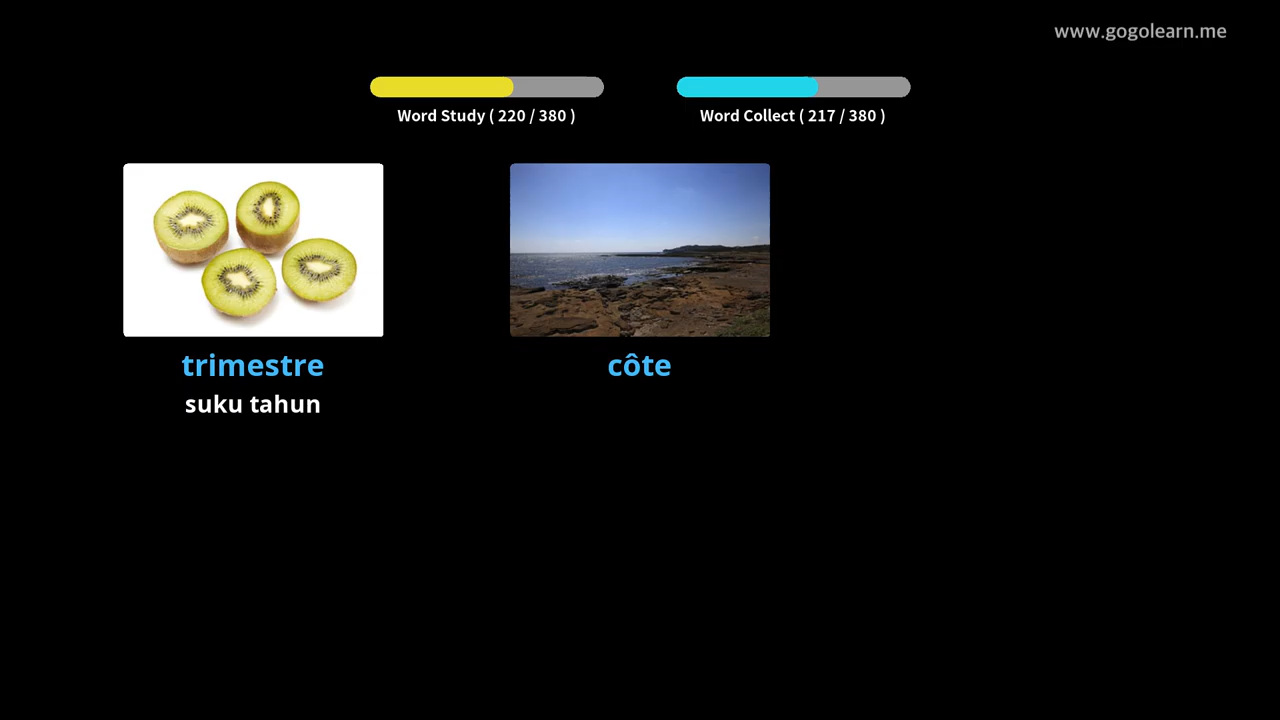 www.gogolearn.me
Word Study ( 220 / 380 )
Word Collect ( 217 / 380 )
trimestre
suku tahun
côte